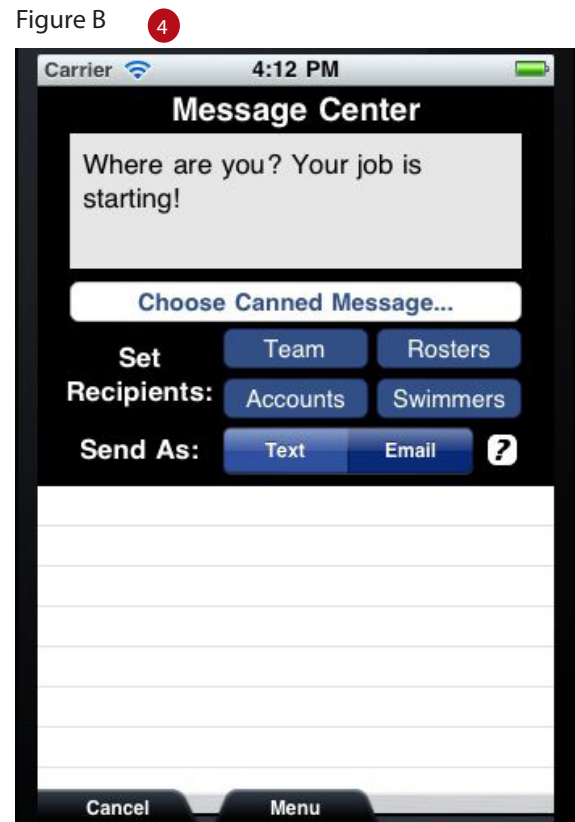 Figure B
4
Carrier 4:12 PM
Message Center
Where are you? Your job is
starting!
Choose Canned Message...
Set
Recipients:
Team Rosters
Accounts Swimmers
Send As: Text Email ?
Cancel Menu